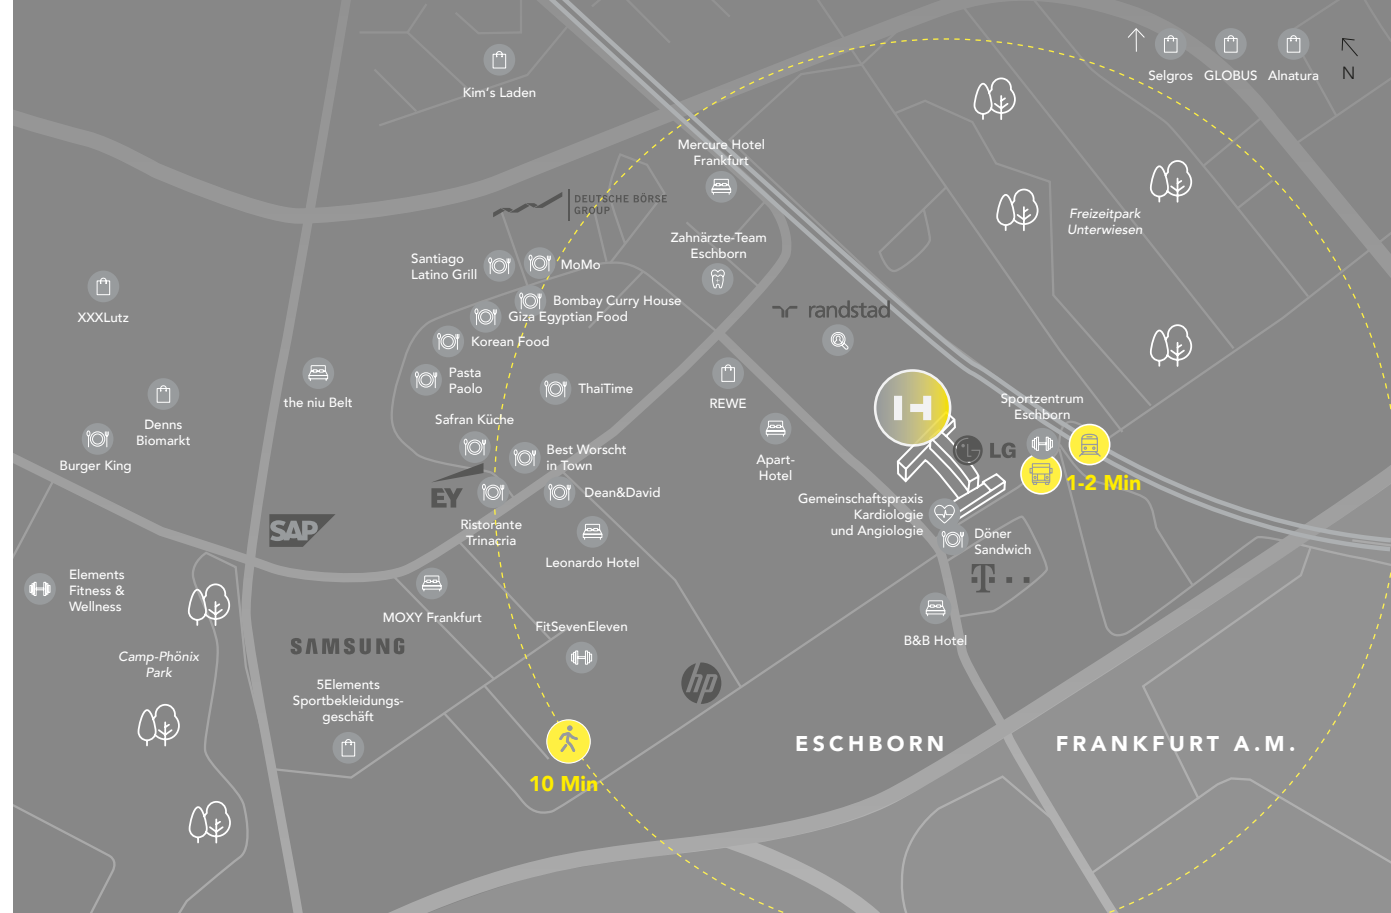 Selgros
GLOBUS
Alnatura
N
Kim's Laden
Mercure Hotel
Frankfurt
DEUTSCHE BÖRSE
GROUP
Freizeitpark
Unterwiesen
Zahnärzte-Team
Eschborn
Santiago
Latino Grill
MoMo
Bombay Curry House
Giza Egyptian Food
XXXLutz
randstad
Korean Food
Pasta
Paolo
ThaiTime
the niu Belt
REWE
Sportzentrum
Eschborn
H
Denns
Biomarkt
Safran Küche
Burger King
Best Worscht
in Town
Apart-
Hotel
LG
LG
1-2 Min
EY
Dean&David
Gemeinschaftspraxis
Kardiologie
und Angiologie
SAP
Ristorante
Trinacria
Döner
Sandwich
Leonardo Hotel
T
Elements
Fitness &
Wellness
MOXY Frankfurt
FitSevenEleven
B&B Hotel
SAMSUNG
Camp-Phönix
Park
5Elements
Sportbekleidungs-
geschäft
hp
ESCHBORN
FRANKFURT A.M.
10 Min